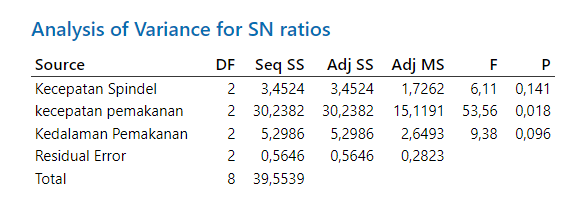 Analysis of Variance for SN ratios
Source DF Seq SS Adj SS Adj MS F P
Kecepatan Spindel 2 3,4524 3,4524 1,7262 6,11 0,141
kecepatan pemakanan 2 30,2382 30,2382 15,1191 53,56 0,018
Kedalaman Pemakanan 2 5,2986 5,2986 2,6493 9,38 0,096
Residual Error 2 0,5646 0,5646 0,2823
Total 8 39,5539